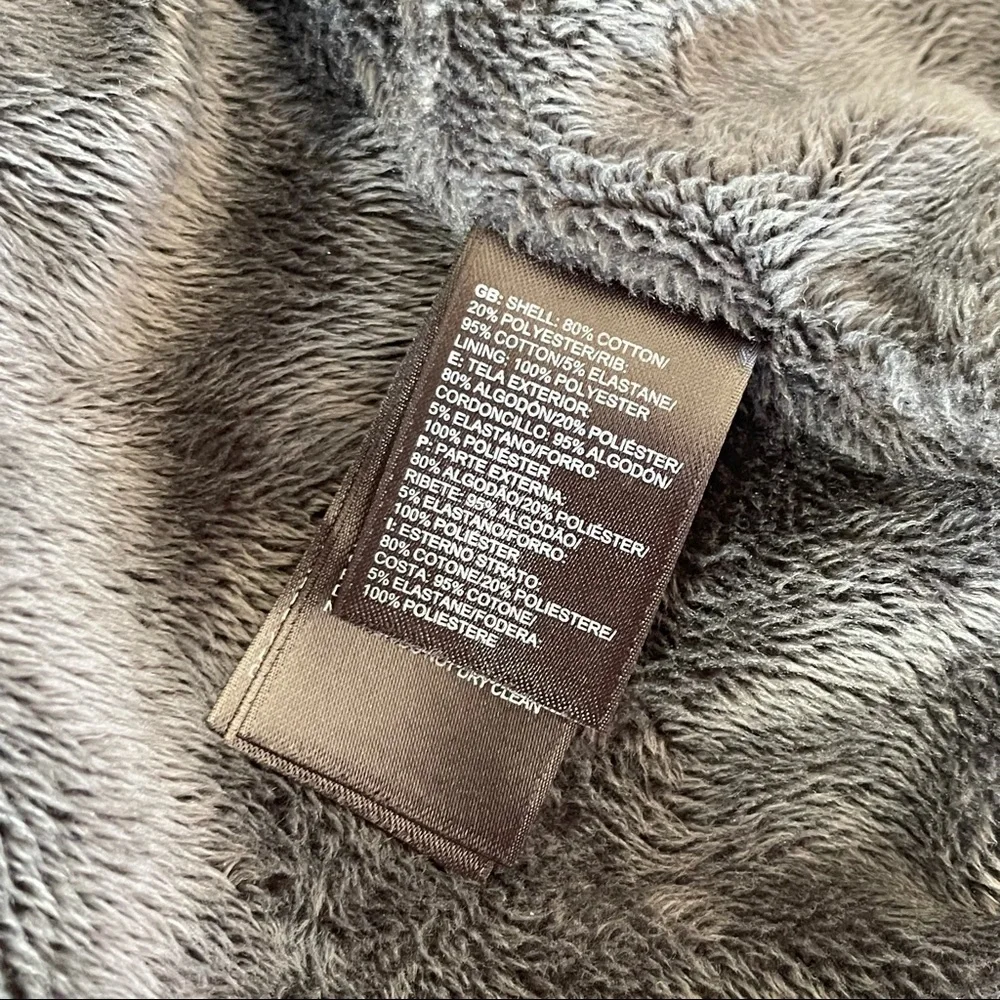 GB: SHELL: 80% COTTON/
20% POLYESTER/RIB:
95% COTTON/5% ELASTANE/
LINING: 100% POLYESTER
E: TELA EXTERIOR:
80% ALGODÓN/20% POLIÉSTER/
CORDONCILLO: 95% ALGODÓN/
5% ELASTANO/FORRO:
100% POLIÉSTER
P: PARTE EXTERNA:
80% ALGODÃO/20% POLIÉSTER/
RIBETE: 95% ALGODÃO/
5% ELASTANO/FORRO:
100% POLIÉSTER
I: ESTERNO STRATO:
80% COTONE/20% POLIESTERE/
COSTA: 95% COTONE/
5% ELASTANE/FODERA:
100% POLIESTERE
NOT DRY CLEAN